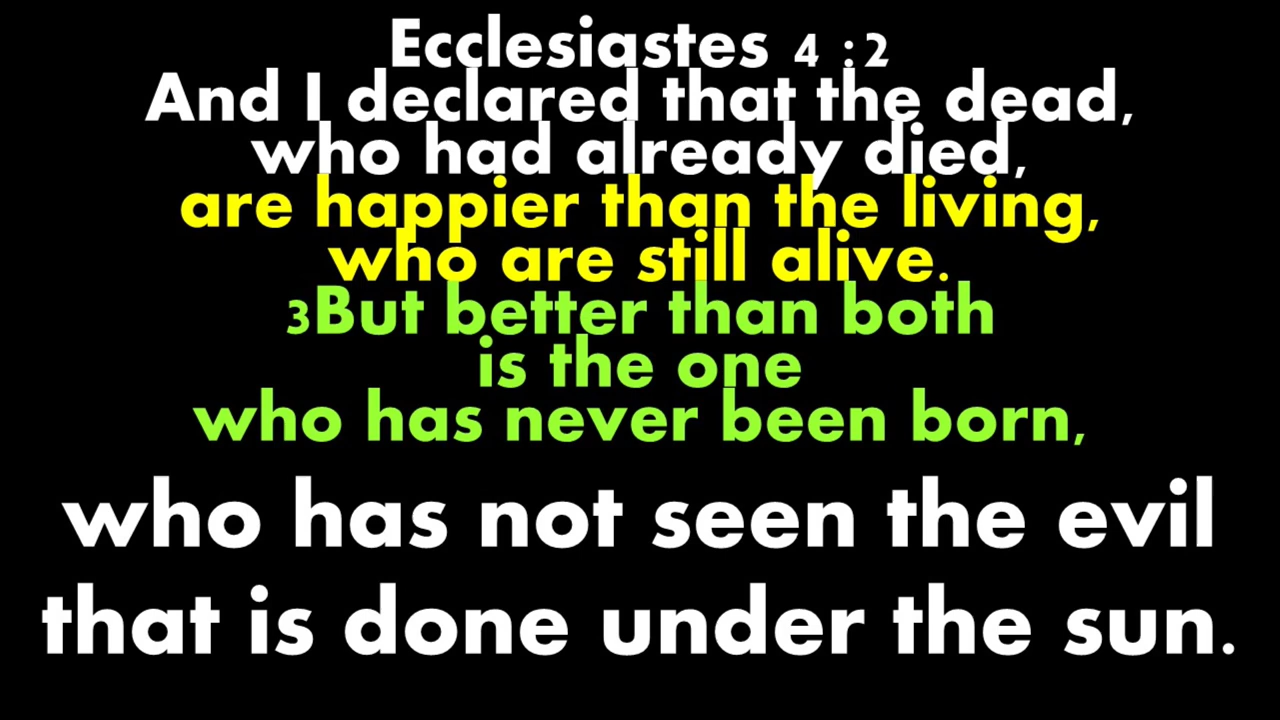 Ecclesiastes 4 :2
And I declared that the dead,
who had already died,
are happier than the living,
who are still alive.
3But better than both
is the one
who has never been born,
who has not seen the evil
that is done under the sun.